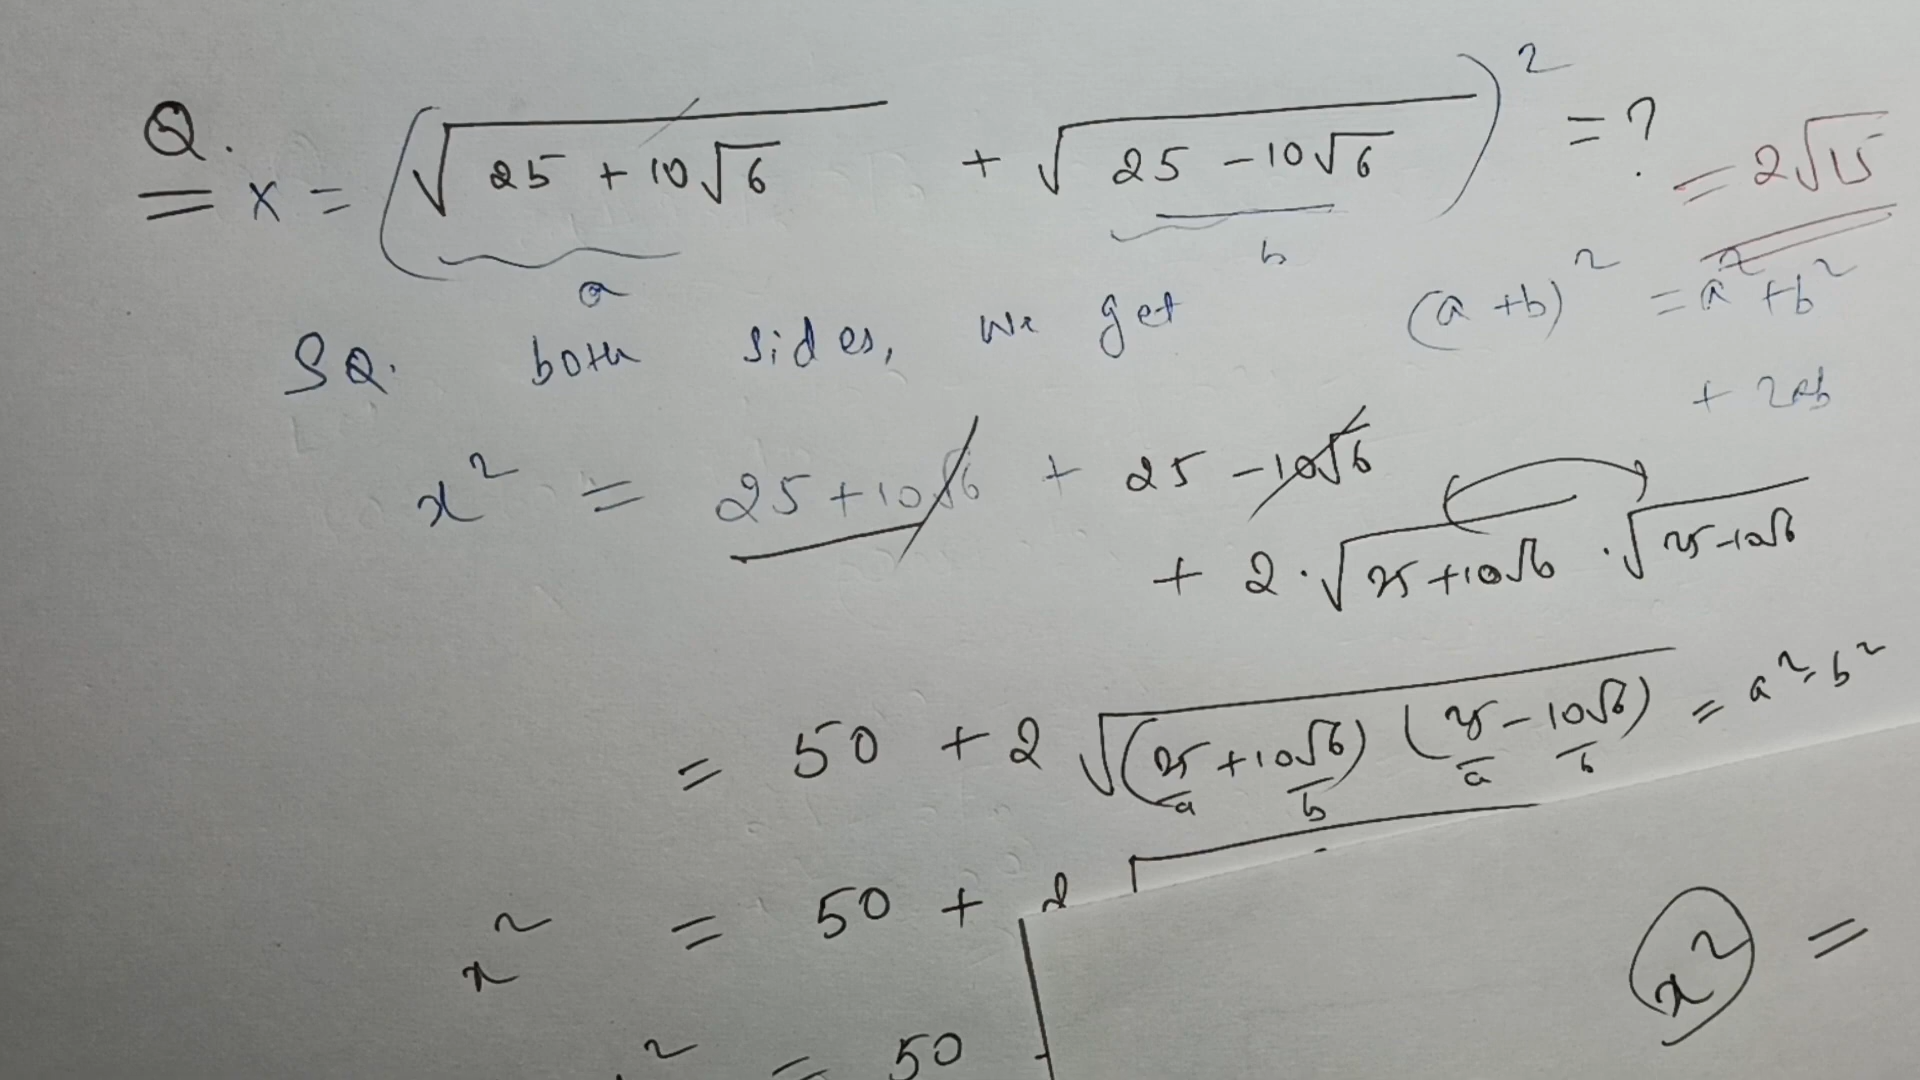 Q. x = (√(25 + 10√6) + √(25 - 10√6))² = ? = 2√15
a b
SQ. both sides, we get (a + b)² = a² + b²
+ 2ab
x² = 25 + 10√6 + 25 - 10√6
+ 2 · √(25 + 10√6) · √(25 - 10√6)
= 50 + 2 √((25 + 10√6) (25 - 10√6)) = a² - b²
a b a b
x² = 50 + 2 √
x² =
² = 50